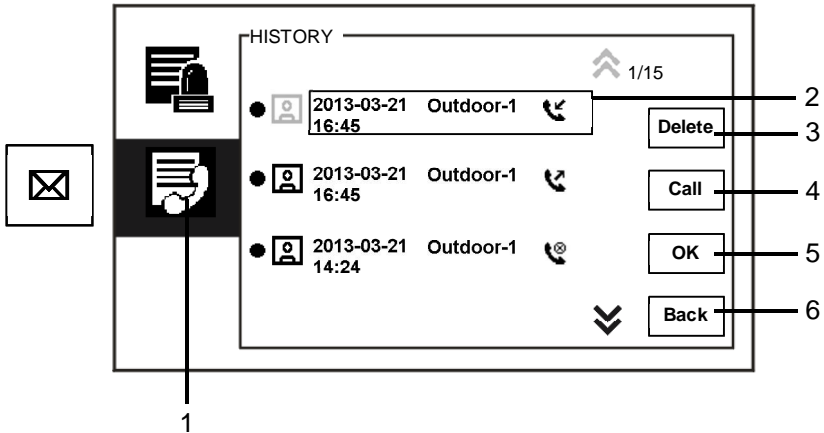 HISTORY
1/15
2013-03-21 Outdoor-1
16:45
2
Delete
3
2013-03-21 Outdoor-1
16:45
Call
4
2013-03-21 Outdoor-1
14:24
OK
5
Back
6
1